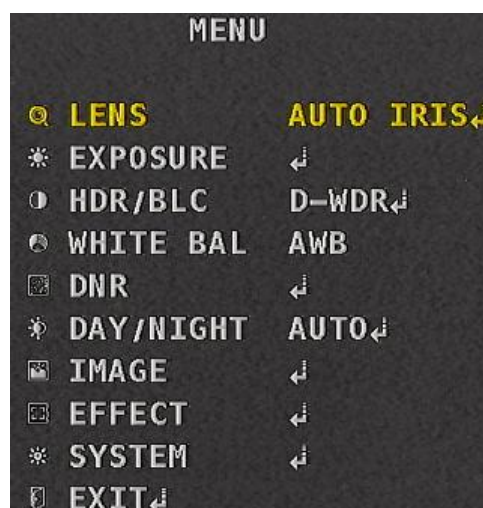 MENU
LENS AUTO IRIS↲
EXPOSURE ↲
HDR/BLC D-WDR↲
WHITE BAL AWB
DNR ↲
DAY/NIGHT AUTO↲
IMAGE ↲
EFFECT ↲
SYSTEM ↲
EXIT↲